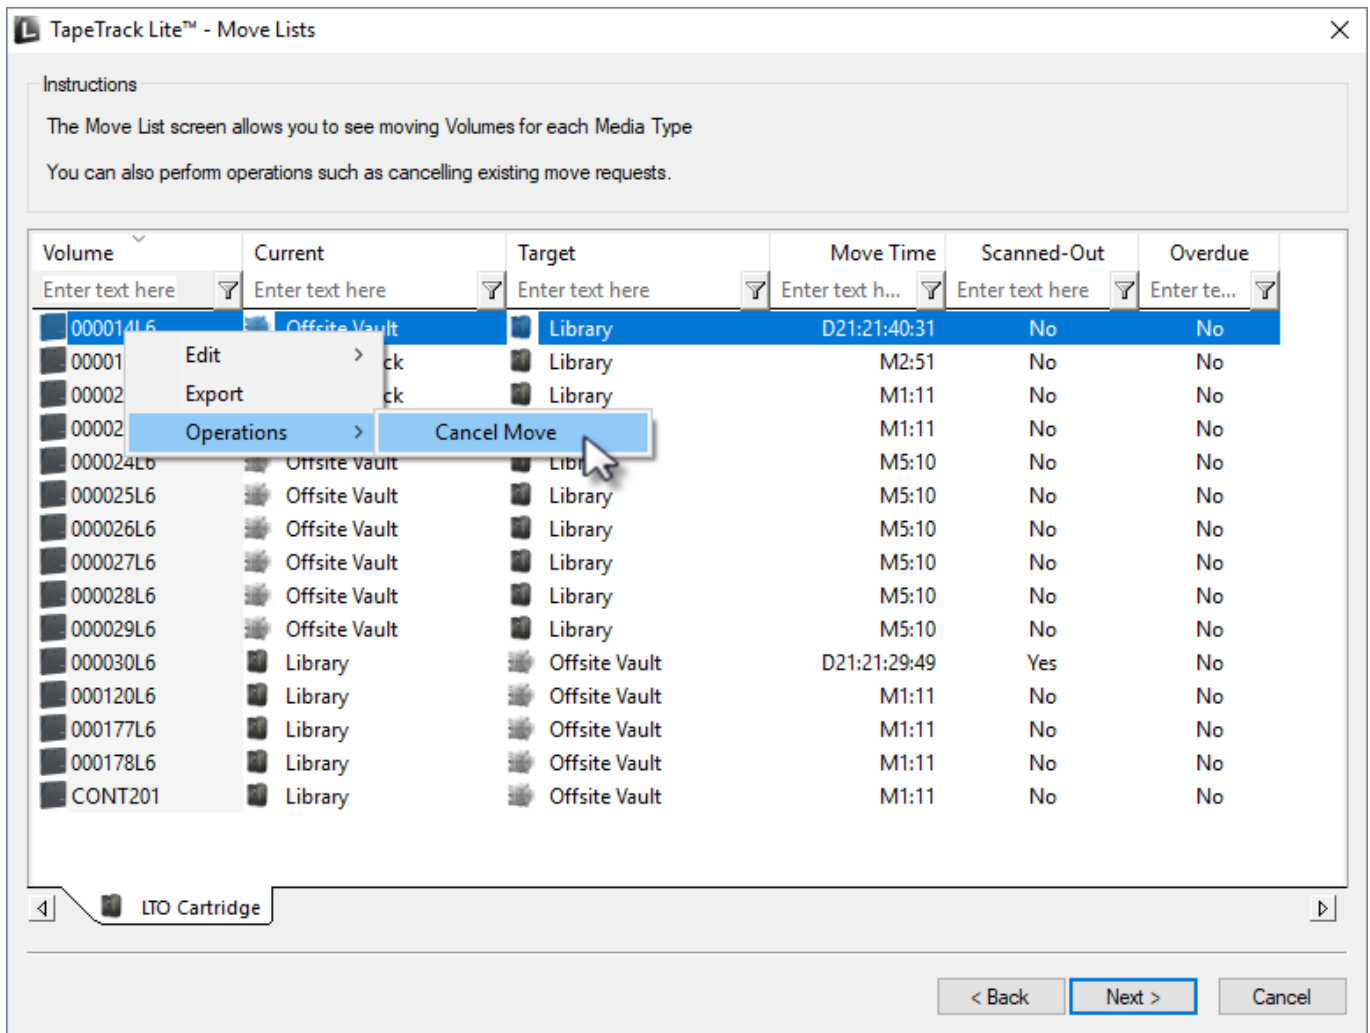 TapeTrack Lite™ - Move Lists
Instructions
The Move List screen allows you to see moving Volumes for each Media Type
You can also perform operations such as cancelling existing move requests.
Volume Current Target Move Time Scanned-Out Overdue
Enter text here Enter text here Enter text here Enter text h... Enter text here Enter te...
000014L6 Offsite Vault Library D21:21:40:31 No No
00001 ck Library M2:51 No No
Edit
00002 ck Library M1:11 No No
Export
00002 M1:11 No No
Operations Cancel Move
000024L6 Offsite Vault M5:10 No No
000025L6 Offsite Vault Library M5:10 No No
000026L6 Offsite Vault Library M5:10 No No
000027L6 Offsite Vault Library M5:10 No No
000028L6 Offsite Vault Library M5:10 No No
000029L6 Offsite Vault Library M5:10 No No
000030L6 Library Offsite Vault D21:21:29:49 Yes No
000120L6 Library Offsite Vault M1:11 No No
000177L6 Library Offsite Vault M1:11 No No
000178L6 Library Offsite Vault M1:11 No No
CONT201 Library Offsite Vault M1:11 No No
LTO Cartridge
< Back Next > Cancel